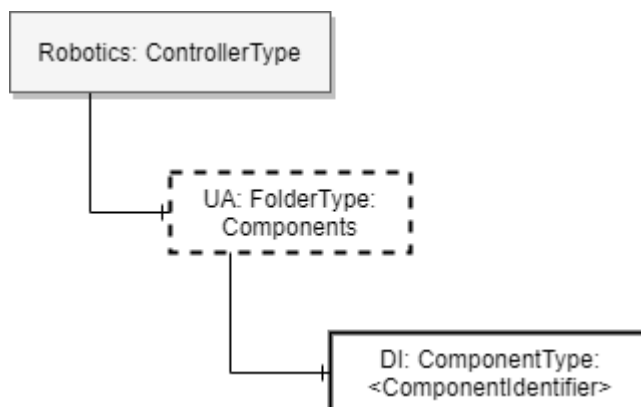 Robotics: ControllerType
UA: FolderType:
Components
DI: ComponentType:
<ComponentIdentifier>